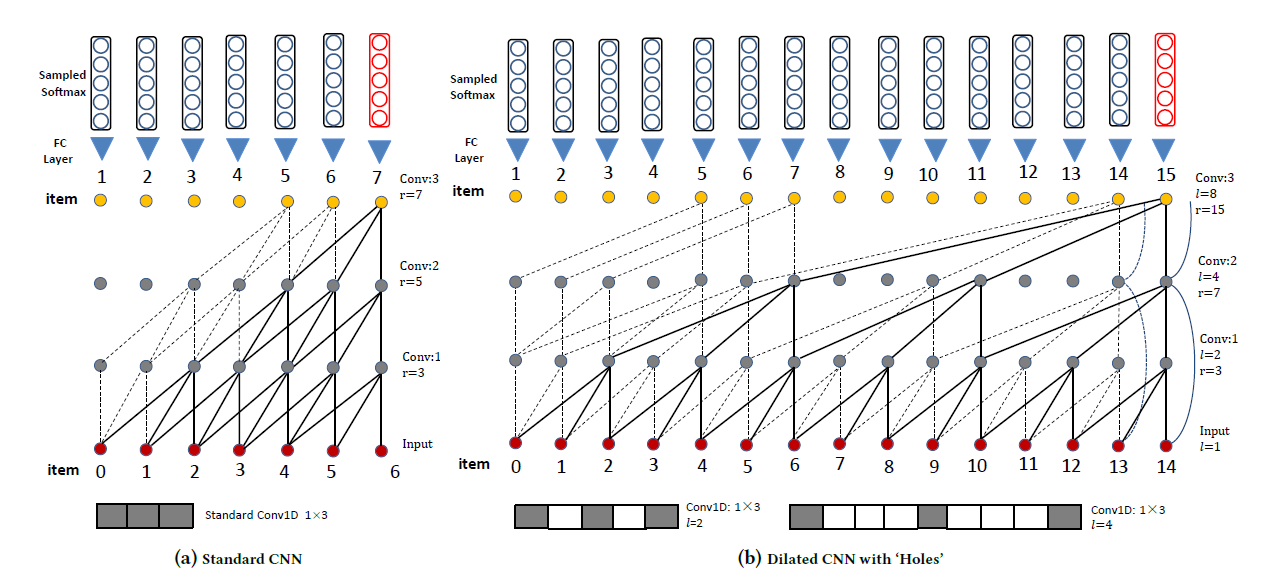 Sampled
Softmax
FC
Layer
1 2 3 4 5 6 7
item
Conv:3
r=7
Conv:2
r=5
Conv:1
r=3
Input
item 0 1 2 3 4 5 6
Standard Conv1D 1×3
(a) Standard CNN
Sampled
Softmax
FC
Layer
1 2 3 4 5 6 7 8 9 10 11 12 13 14 15
item
Conv:3
l=8
r=15
Conv:2
l=4
r=7
Conv:1
l=2
r=3
Input
l=1
item 0 1 2 3 4 5 6 7 8 9 10 11 12 13 14
Conv1D: 1×3
l=2
Conv1D: 1×3
l=4
(b) Dilated CNN with ‘Holes’